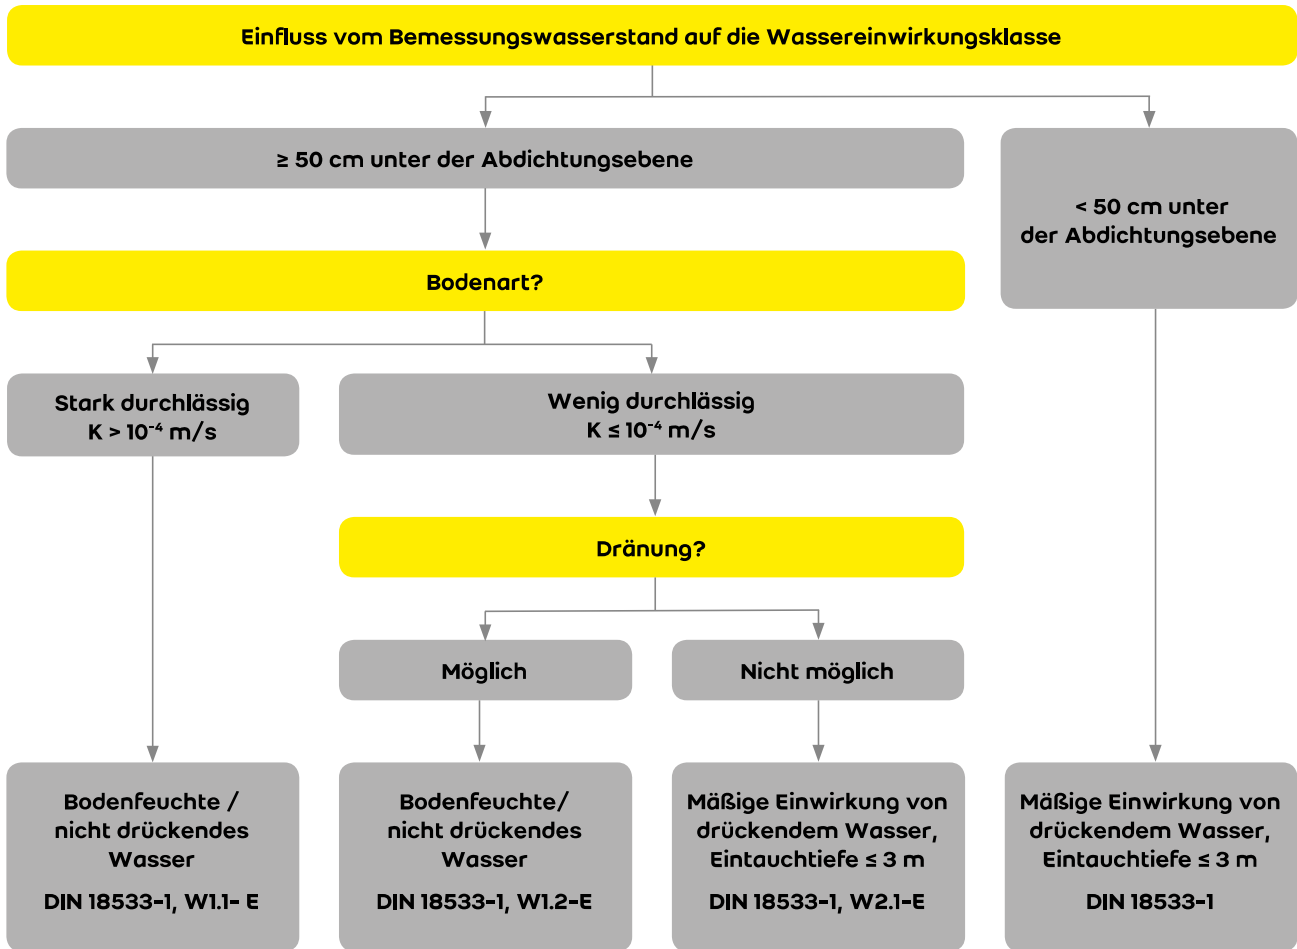 Einfluss vom Bemessungswasserstand auf die Wassereinwirkungsklasse
≥ 50 cm unter der Abdichtungsebene
< 50 cm unter
der Abdichtungsebene
Bodenart?
Stark durchlässig
K > 10⁻⁴ m/s
Wenig durchlässig
K ≤ 10⁻⁴ m/s
Dränung?
Möglich
Nicht möglich
Bodenfeuchte /
nicht drückendes
Wasser
DIN 18533-1, W1.1- E
Bodenfeuchte/
nicht drückendes
Wasser
DIN 18533-1, W1.2-E
Mäßige Einwirkung von
drückendem Wasser,
Eintauchtiefe ≤ 3 m
DIN 18533-1, W2.1-E
Mäßige Einwirkung von
drückendem Wasser,
Eintauchtiefe ≤ 3 m
DIN 18533-1